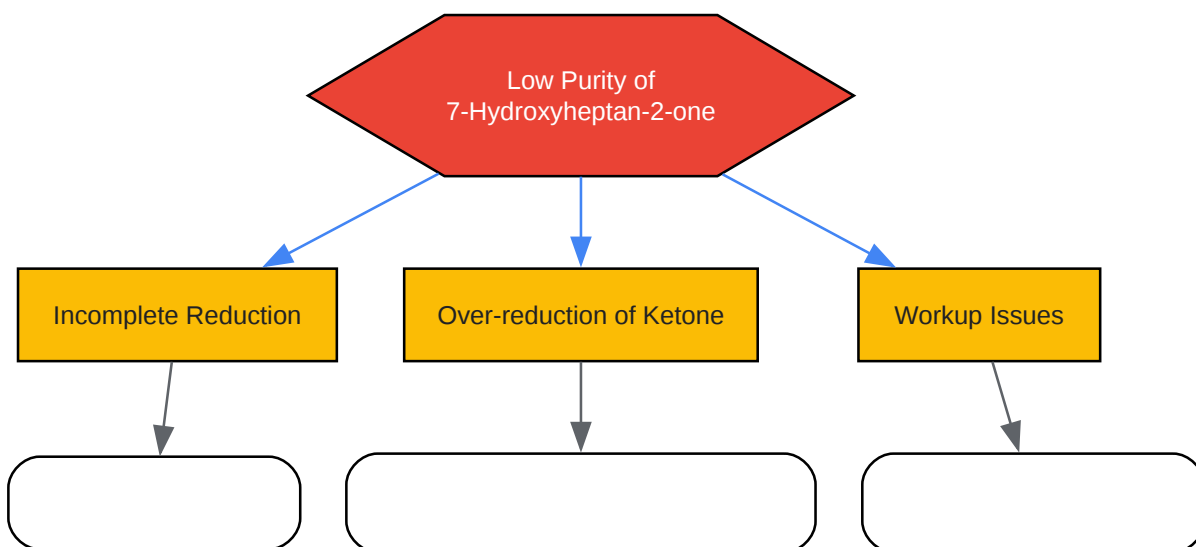 Low Purity of
7-Hydroxyheptan-2-one
Incomplete Reduction
Over-reduction of Ketone
Workup Issues